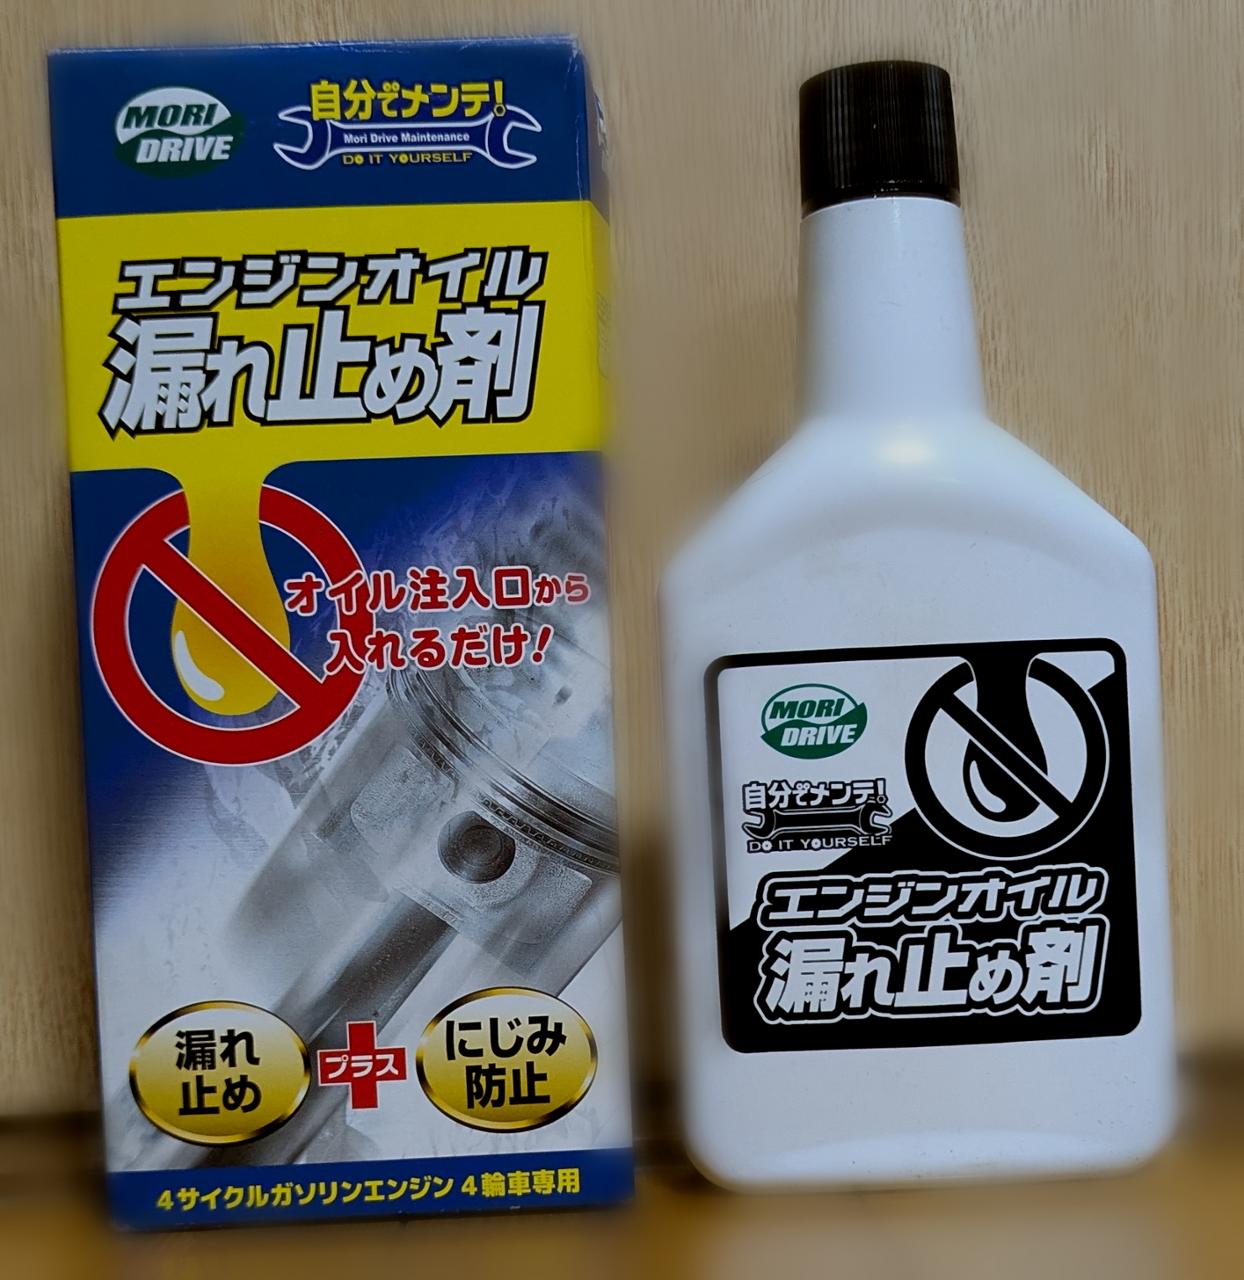 MORI
DRIVE
自分でメンテ!
Mori Drive Maintenance
DO IT YOURSELF
エンジンオイル
漏れ止め剤
オイル注入口から
入れるだけ!
漏れ
止め
プラス
にじみ
防止
4サイクルガソリンエンジン 4輪車専用
MORI
DRIVE
自分でメンテ!
DO IT YOURSELF
エンジンオイル
漏れ止め剤